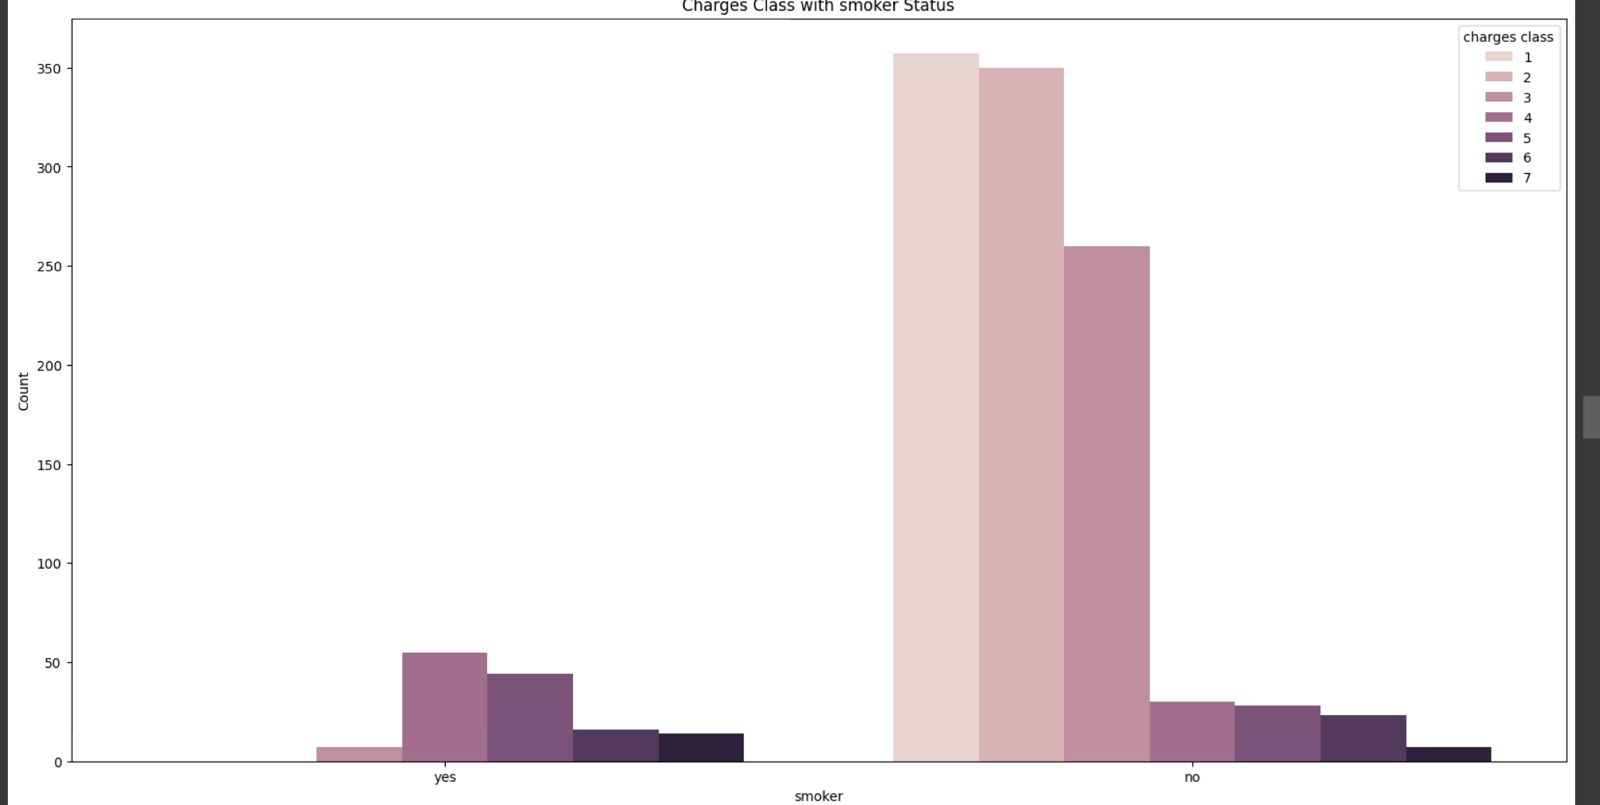 Charges Class with smoker Status
charges class
1
2
3
4
5
6
7
350
300
250
200
150
100
50
0
Count
yes
no
smoker